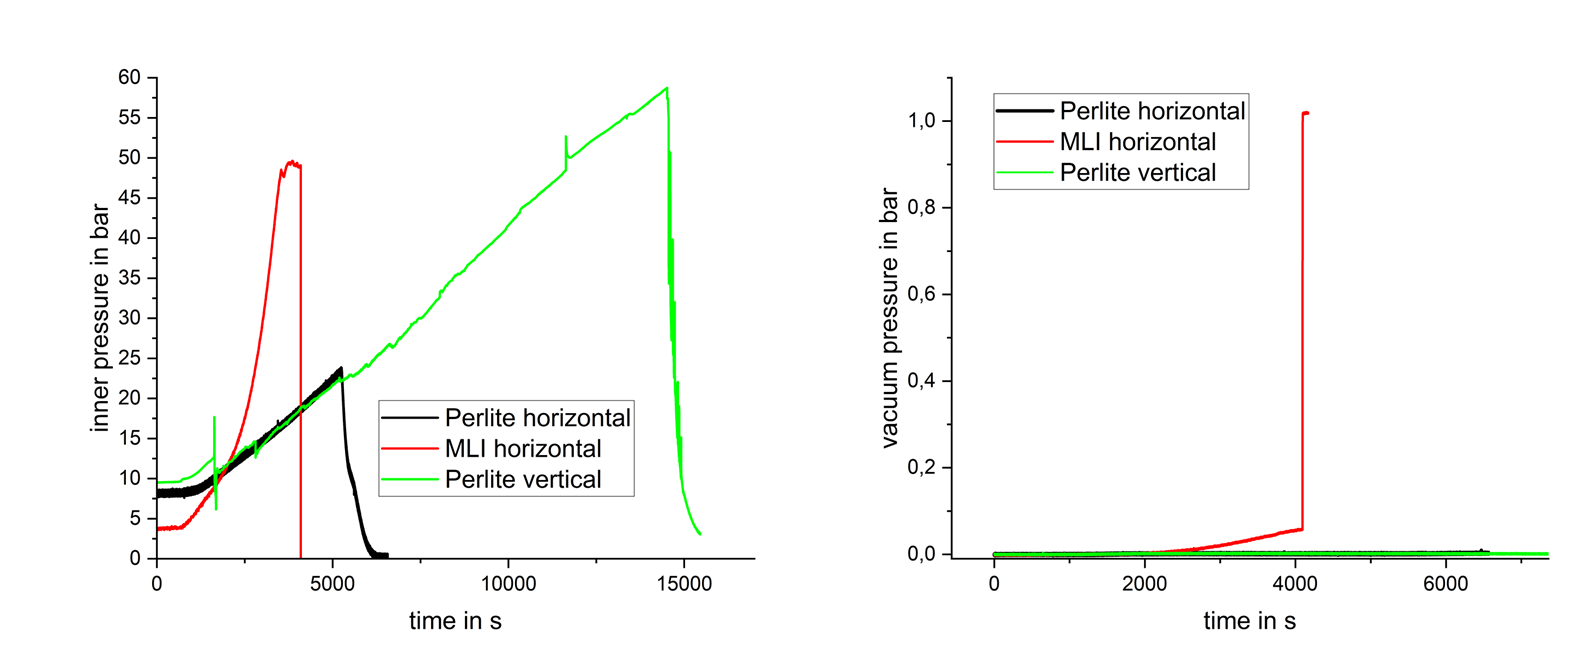 60
55
50
45
40
35
30
25
20
15
10
5
0
inner pressure in bar
Perlite horizontal
MLI horizontal
Perlite vertical
0 5000 10000 15000
time in s
1,0
0,8
0,6
0,4
0,2
0,0
vacuum pressure in bar
Perlite horizontal
MLI horizontal
Perlite vertical
0 2000 4000 6000
time in s